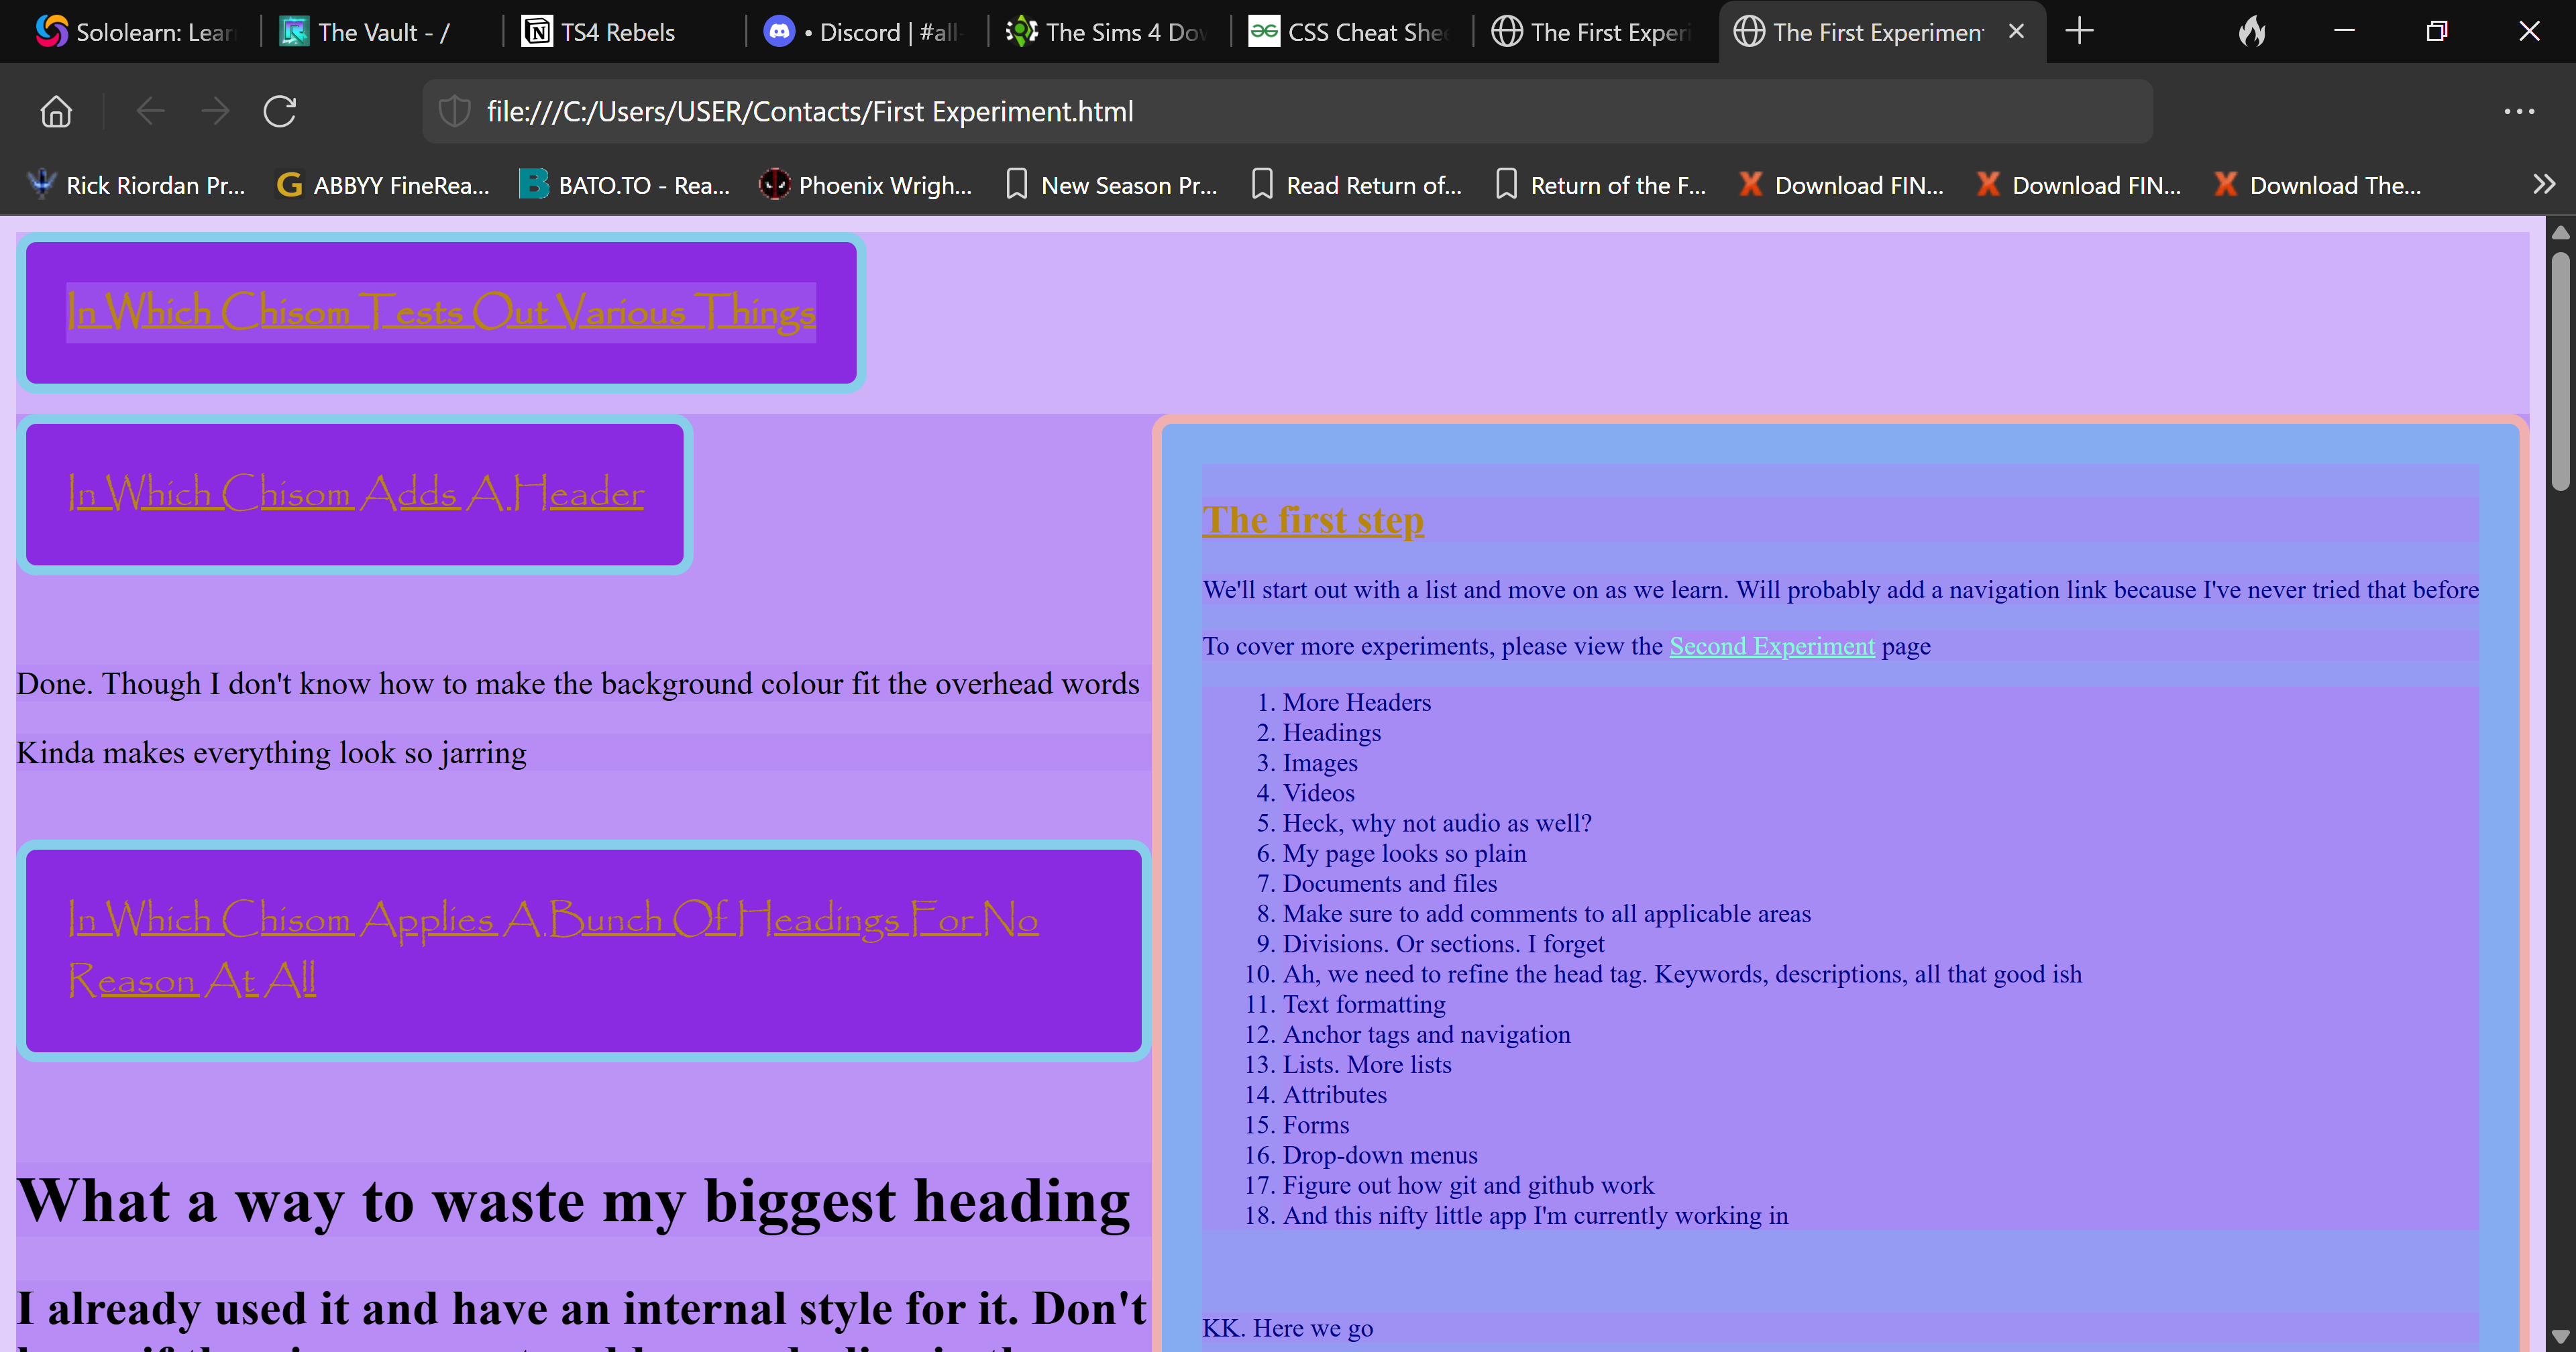 Sololearn: Lear
The Vault - /
TS4 Rebels
• Discord | #all-
The Sims 4 Dov
CSS Cheat Shee
The First Experi
The First Experiment
file:///C:/Users/USER/Contacts/First Experiment.html
Rick Riordan Pr...
ABBYY FineRea...
BATO.TO - Rea...
Phoenix Wrigh...
New Season Pr...
Read Return of...
Return of the F...
Download FIN...
Download FIN...
Download The...
In Which Chisom Tests Out Various Things
In Which Chisom Adds A Header
Done. Though I don't know how to make the background colour fit the overhead words
Kinda makes everything look so jarring
In Which Chisom Applies A Bunch Of Headings For No
Reason At All
What a way to waste my biggest heading
I already used it and have an internal style for it. Don't
The first step
We'll start out with a list and move on as we learn. Will probably add a navigation link because I've never tried that before
To cover more experiments, please view the Second Experiment page
1. More Headers
2. Headings
3. Images
4. Videos
5. Heck, why not audio as well?
6. My page looks so plain
7. Documents and files
8. Make sure to add comments to all applicable areas
9. Divisions. Or sections. I forget
10. Ah, we need to refine the head tag. Keywords, descriptions, all that good ish
11. Text formatting
12. Anchor tags and navigation
13. Lists. More lists
14. Attributes
15. Forms
16. Drop-down menus
17. Figure out how git and github work
18. And this nifty little app I'm currently working in
KK. Here we go